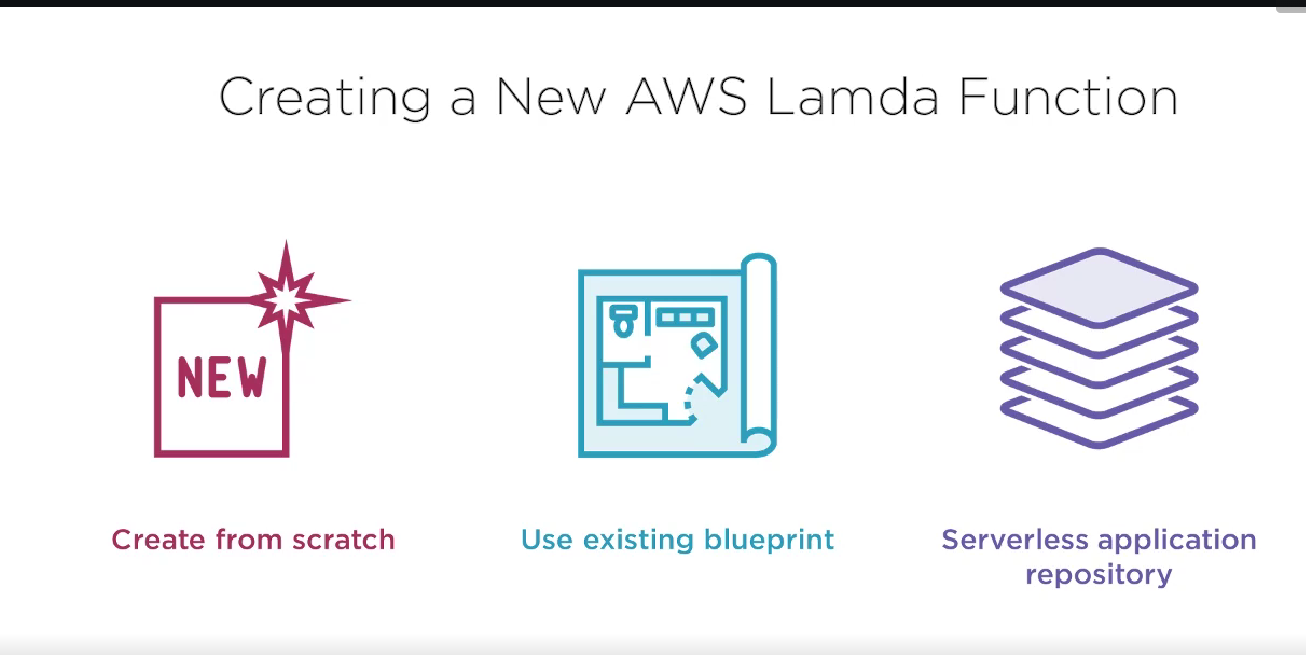 Creating a New AWS Lamda Function
NEW
Create from scratch
Use existing blueprint
Serverless application
repository